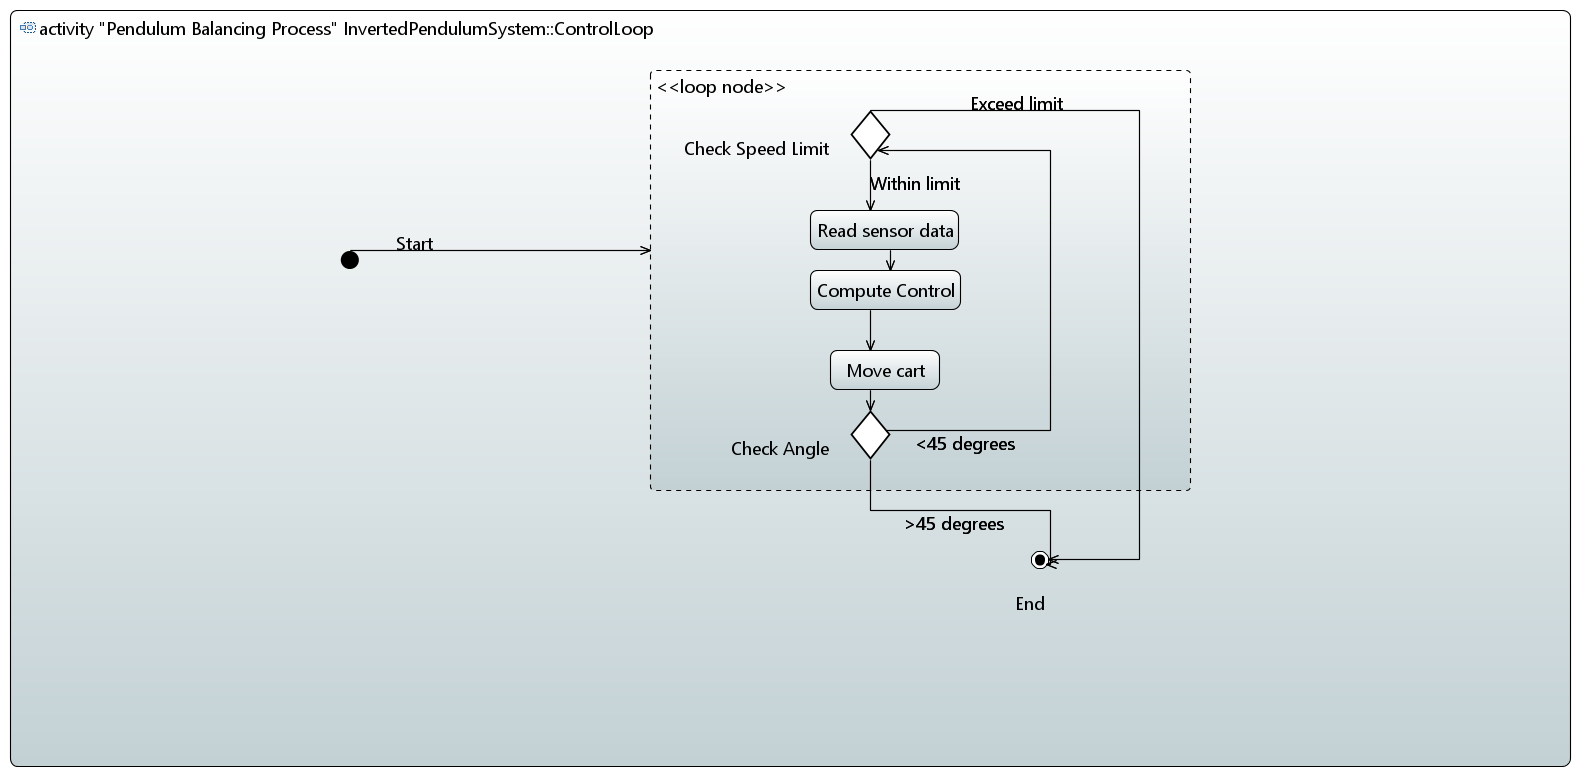 activity "Pendulum Balancing Process" InvertedPendulumSystem::ControlLoop
<<loop node>>
Exceed limit
Check Speed Limit
Within limit
Read sensor data
Start
Compute Control
Move cart
<45 degrees
Check Angle
>45 degrees
End